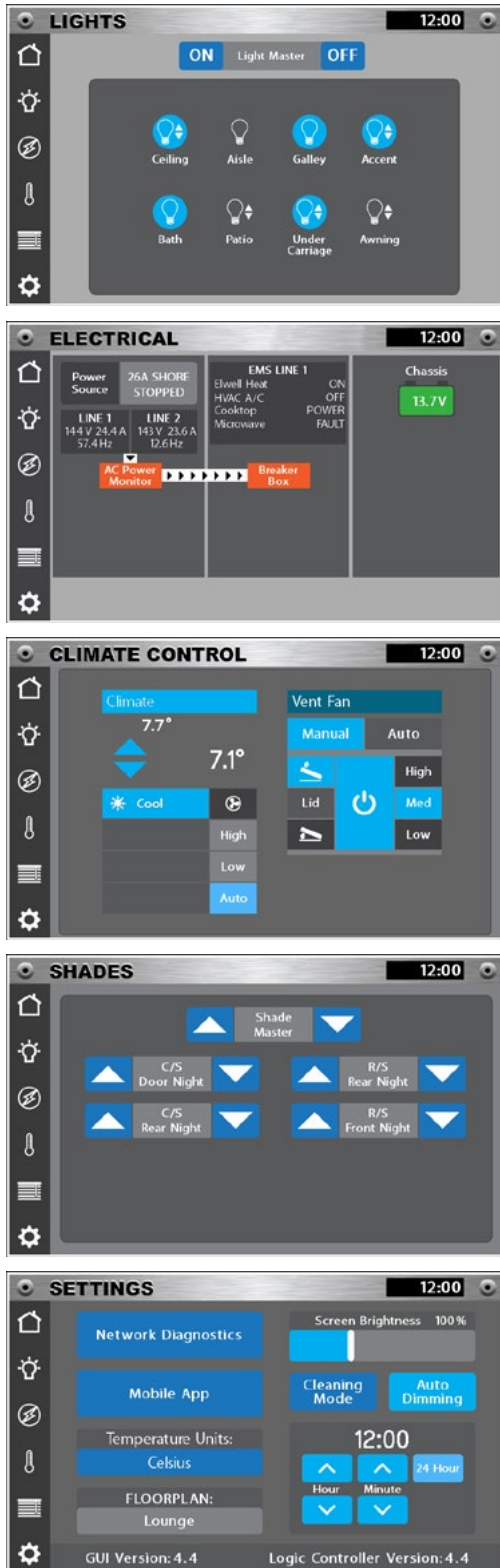 LIGHTS 12:00
ON Light Master OFF
Ceiling Aisle Galley Accent
Bath Patio Under Carriage Awning
ELECTRICAL 12:00
Power Source 26A SHORE STOPPED
LINE 1 LINE 2
144 V 24.4 A 143 V 23.6 A
57.4 Hz 12.6 Hz
EMS LINE 1
Elwell Heat ON
HVAC A/C OFF
Cooktop POWER
Microwave FAULT
Chassis
13.7V
AC Power Monitor Breaker Box
CLIMATE CONTROL 12:00
Climate
7.7°
7.1°
Cool
High
Low
Auto
Vent Fan
Manual Auto
High
Lid Med
Low
SHADES 12:00
Shade Master
C/S Door Night R/S Rear Night
C/S Rear Night R/S Front Night
SETTINGS 12:00
Network Diagnostics
Mobile App
Temperature Units:
Celsius
FLOORPLAN:
Lounge
Screen Brightness 100%
Cleaning Mode Auto Dimming
12:00
24 Hour
Hour Minute
GUI Version: 4.4 Logic Controller Version: 4.4